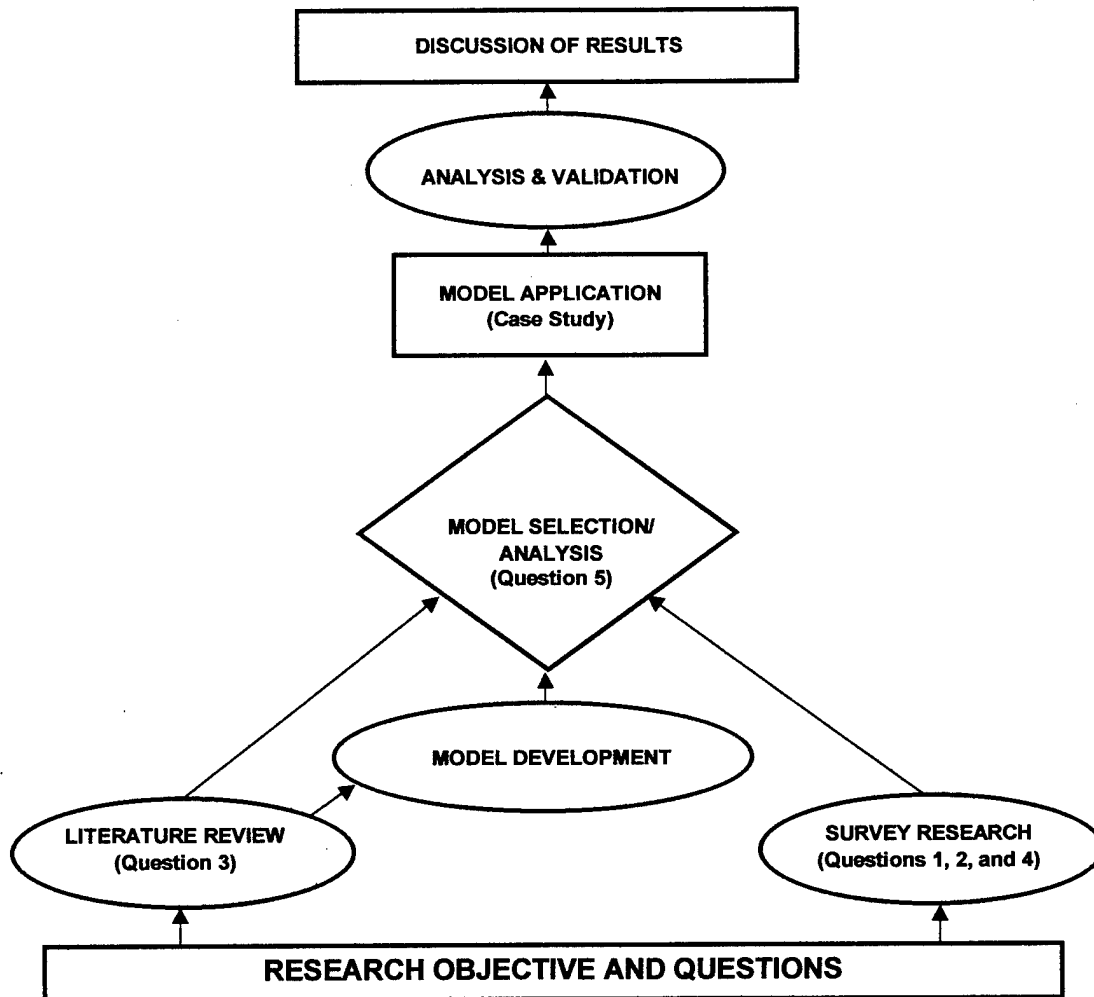 DISCUSSION OF RESULTS
ANALYSIS & VALIDATION
MODEL APPLICATION
(Case Study)
MODEL SELECTION/
ANALYSIS
(Question 5)
MODEL DEVELOPMENT
LITERATURE REVIEW
(Question 3)
SURVEY RESEARCH
(Questions 1, 2, and 4)
RESEARCH OBJECTIVE AND QUESTIONS